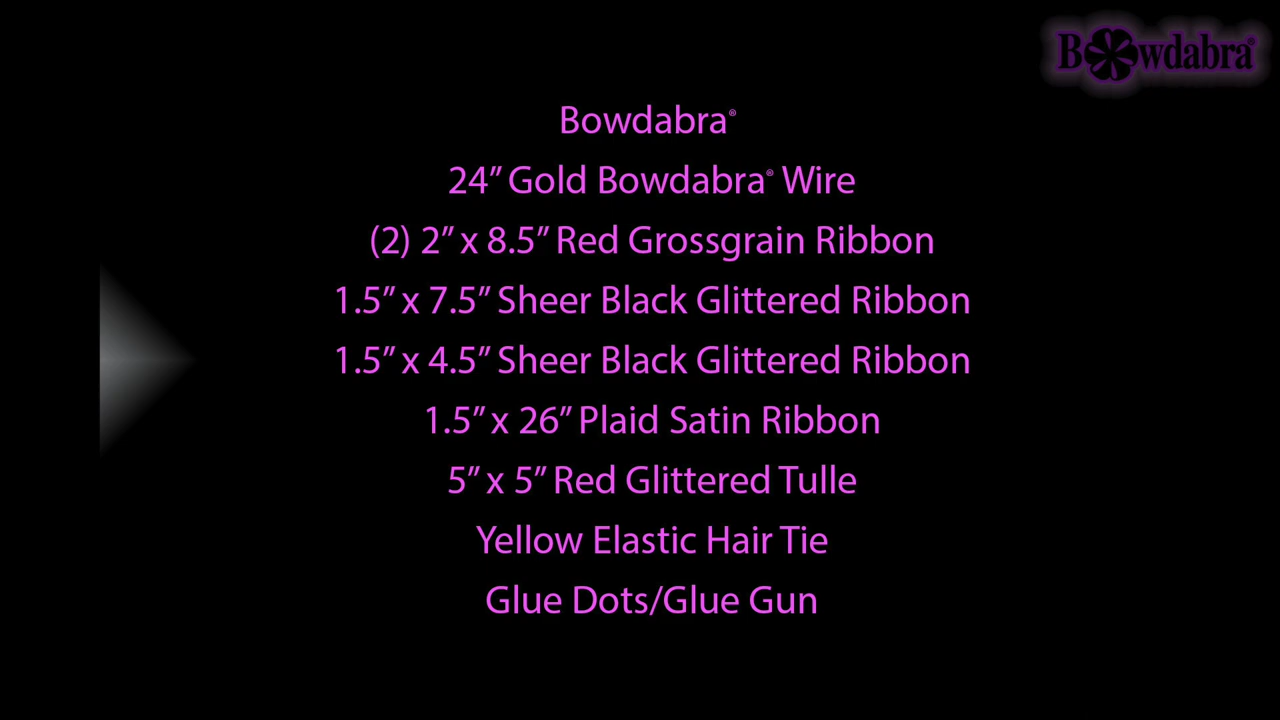 Bowdabra®
Bowdabra®
24” Gold Bowdabra® Wire
(2) 2” x 8.5” Red Grossgrain Ribbon
1.5” x 7.5” Sheer Black Glittered Ribbon
1.5” x 4.5” Sheer Black Glittered Ribbon
1.5” x 26” Plaid Satin Ribbon
5” x 5” Red Glittered Tulle
Yellow Elastic Hair Tie
Glue Dots/Glue Gun